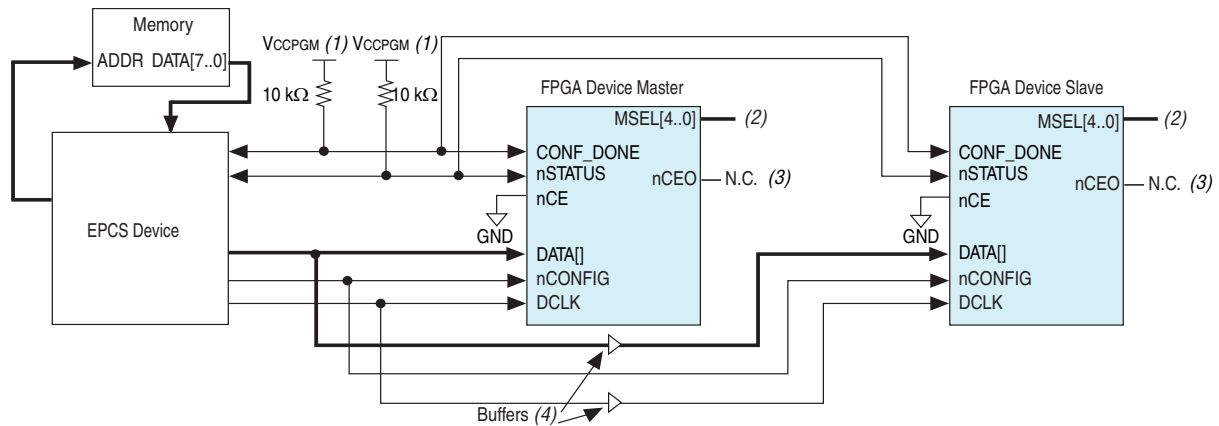 Memory
ADDR DATA[7..0]
VCCPGM (1) VCCPGM (1)
10 kΩ
10 kΩ
EPCS Device
FPGA Device Master
MSEL[4..0]
(2)
CONF_DONE
nSTATUS
nCEO
N.C. (3)
nCE
GND
DATA[]
nCONFIG
DCLK
FPGA Device Slave
MSEL[4..0]
(2)
CONF_DONE
nSTATUS
nCEO
N.C. (3)
nCE
GND
DATA[]
nCONFIG
DCLK
Buffers (4)